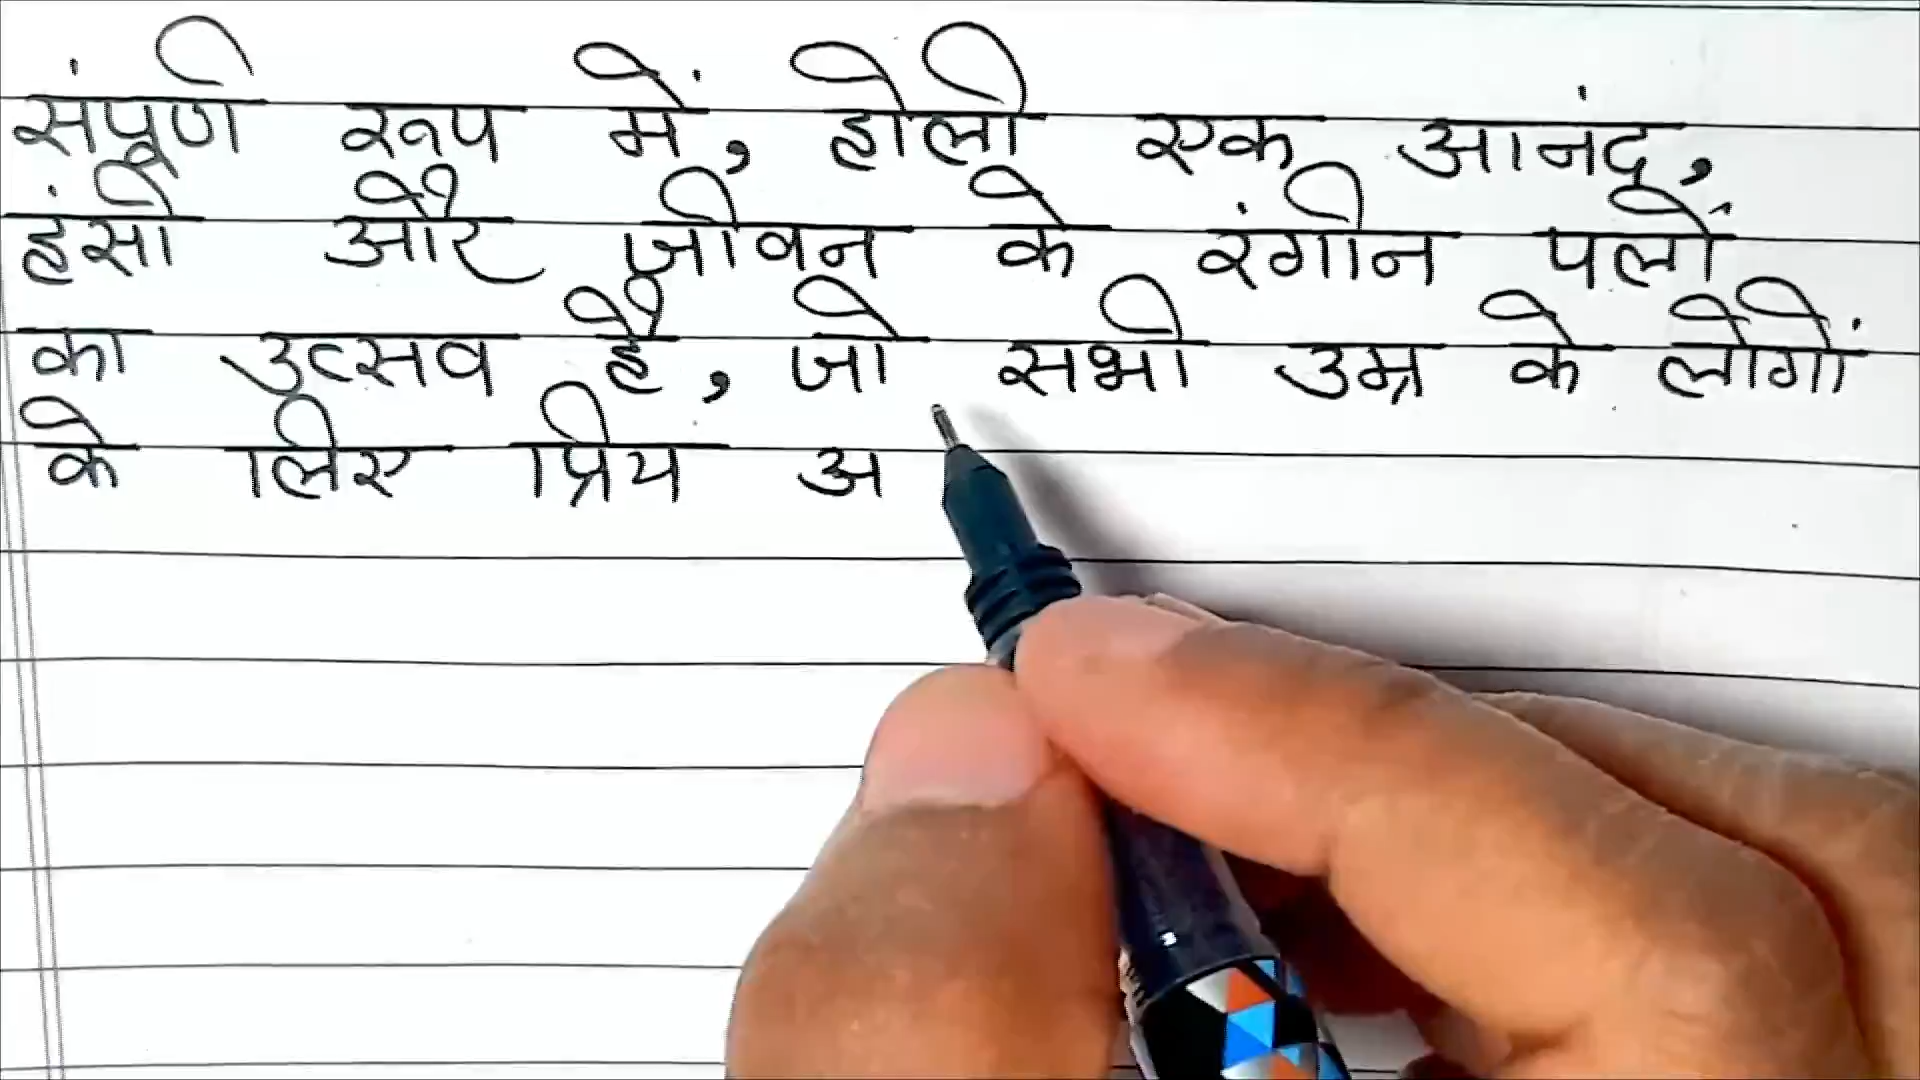 संपूर्ण रूप में, होली एक आनंद,
हंसी और जीवन के रंगीन पलों
का उत्सव है, जो सभी उम्र के लोगों
के लिए प्रिय अ